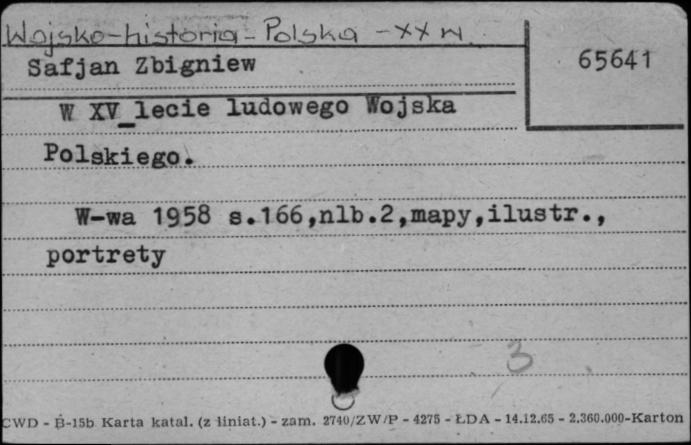 Wojsko-historia-Polska -XX w.
Safjan Zbigniew
65641
W XV_lecie ludowego Wojska
Polskiego.
W-wa 1958 s.166,nlb.2,mapy,ilustr.,
portrety
3
CWD - B-15b Karta katal. (z liniat.) - zam. 2740/ZW/P - 4275 - ŁDA - 14.12.65 - 2.360.000-Karton